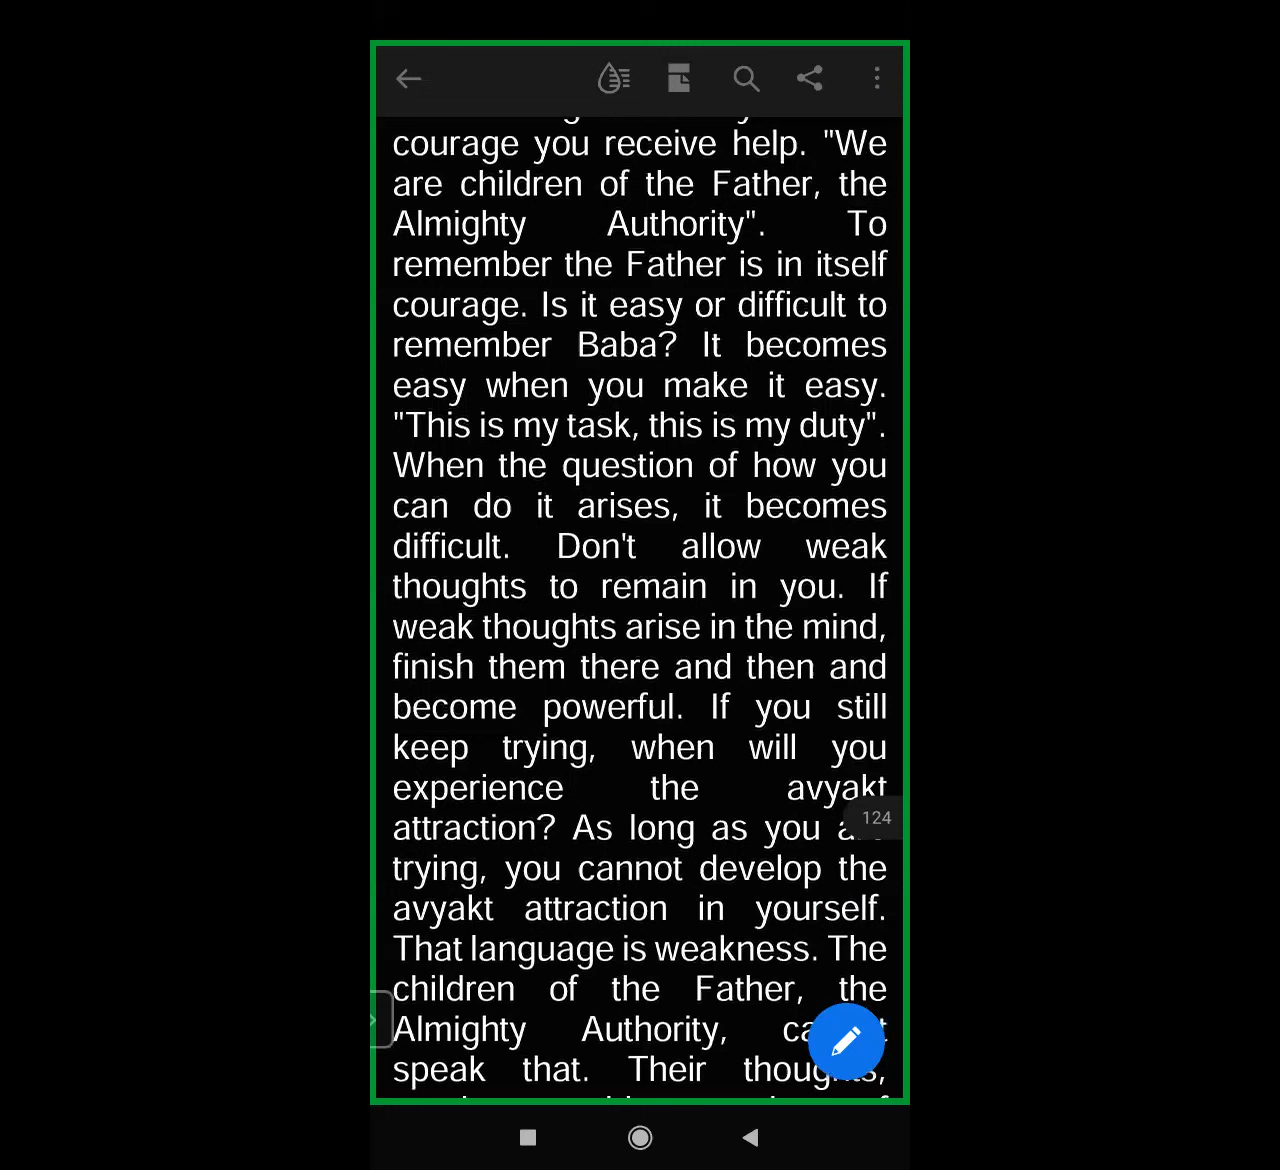 courage you receive help. "We
are children of the Father, the
Almighty Authority". To
remember the Father is in itself
courage. Is it easy or difficult to
remember Baba? It becomes
easy when you make it easy.
"This is my task, this is my duty".
When the question of how you
can do it arises, it becomes
difficult. Don't allow weak
thoughts to remain in you. If
weak thoughts arise in the mind,
finish them there and then and
become powerful. If you still
keep trying, when will you
experience the avyakt
attraction? As long as you
124
trying, you cannot develop the
avyakt attraction in yourself.
That language is weakness. The
children of the Father, the
Almighty Authority,
speak that. Their thoughts,